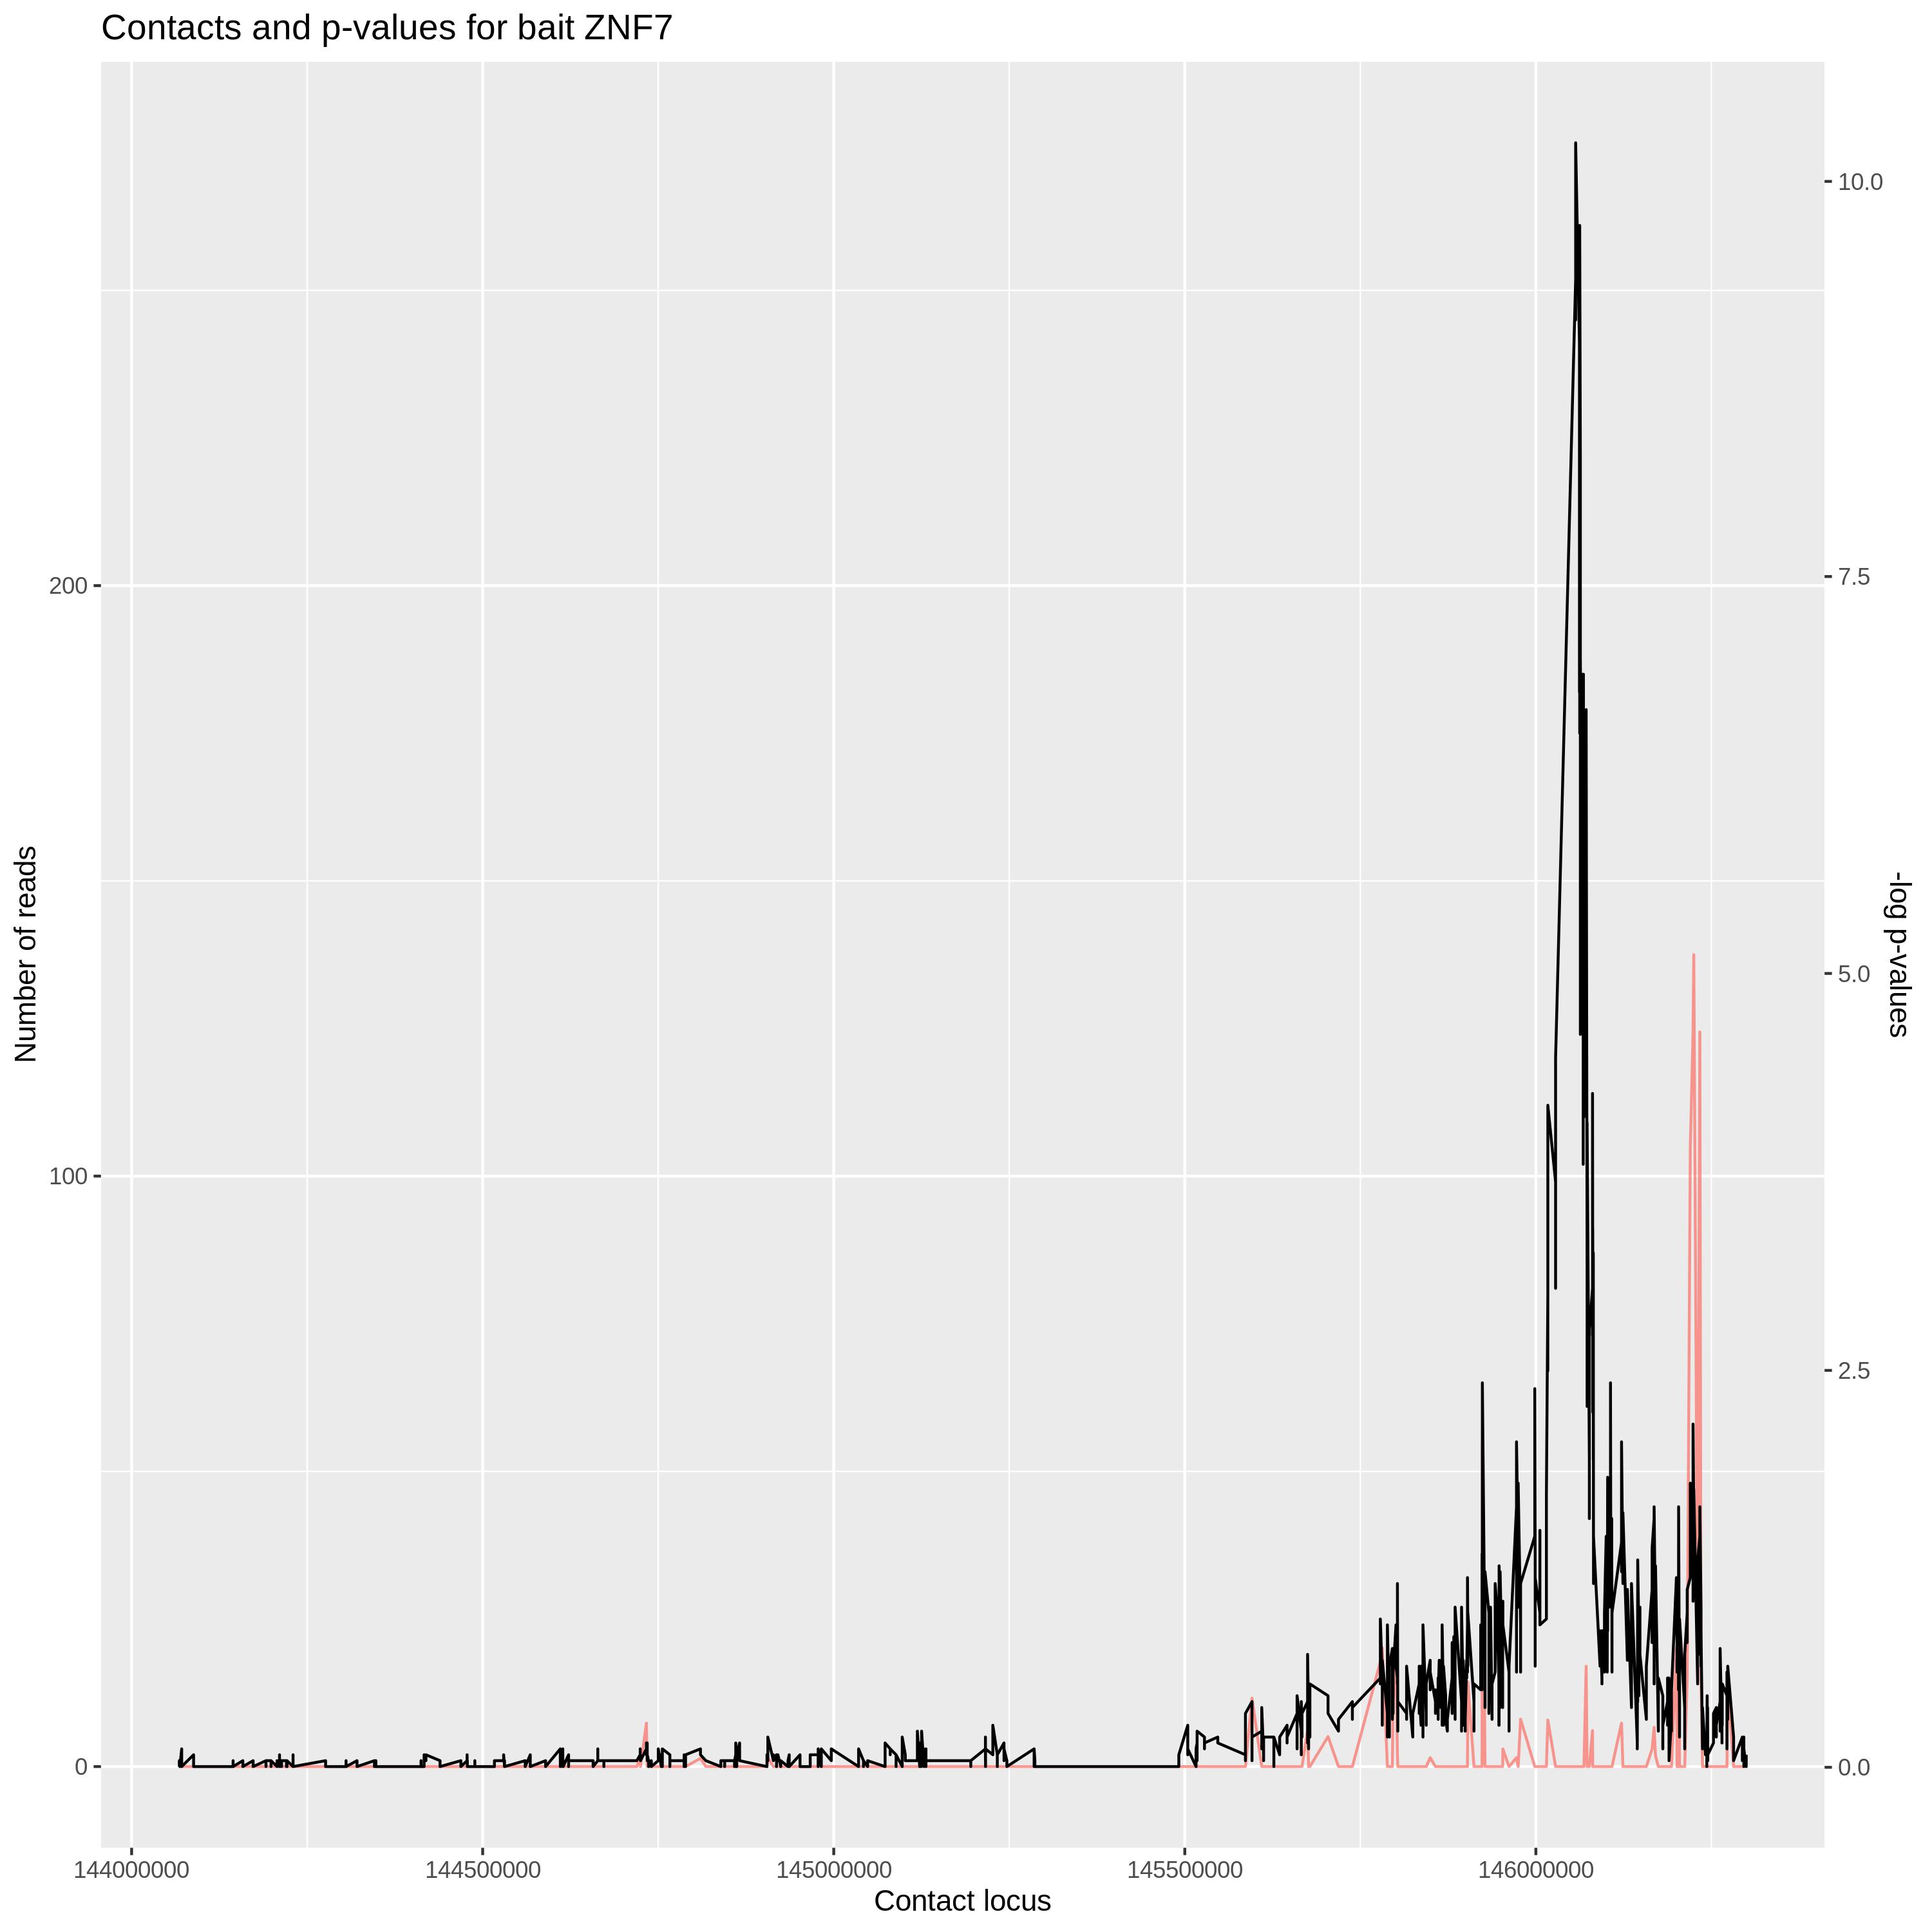 Contacts and p-values for bait ZNF7
Number of reads
200
100
0
10.0
7.5
5.0
2.5
0.0
-log p-values
144000000 144500000 145000000 145500000 146000000
Contact locus